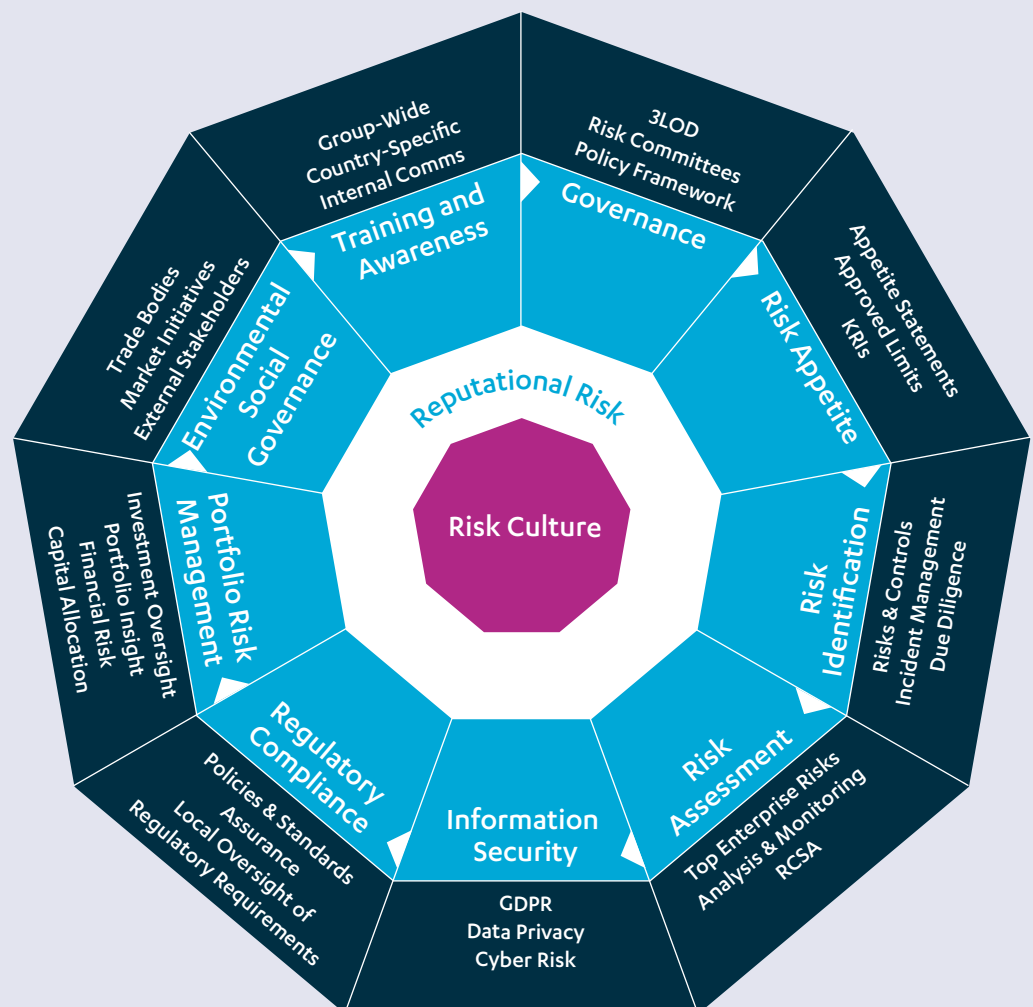 Reputational Risk
Risk Culture
Governance
3LOD
Risk Committees
Policy Framework
Risk Appetite
Appetite Statements
Approved Limits
KRIs
Risk
Identification
Risks & Controls
Incident Management
Due Diligence
Risk
Assessment
Top Enterprise Risks
Analysis & Monitoring
RCSA
Information
Security
GDPR
Data Privacy
Cyber Risk
Regulatory
Compliance
Policies & Standards
Assurance
Local Oversight of
Regulatory Requirements
Portfolio Risk
Management
Investment Oversight
Portfolio Insight
Financial Risk
Capital Allocation
Environmental
Social
Governance
Trade Bodies
Market Initiatives
External Stakeholders
Training and
Awareness
Group-Wide
Country-Specific
Internal Comms